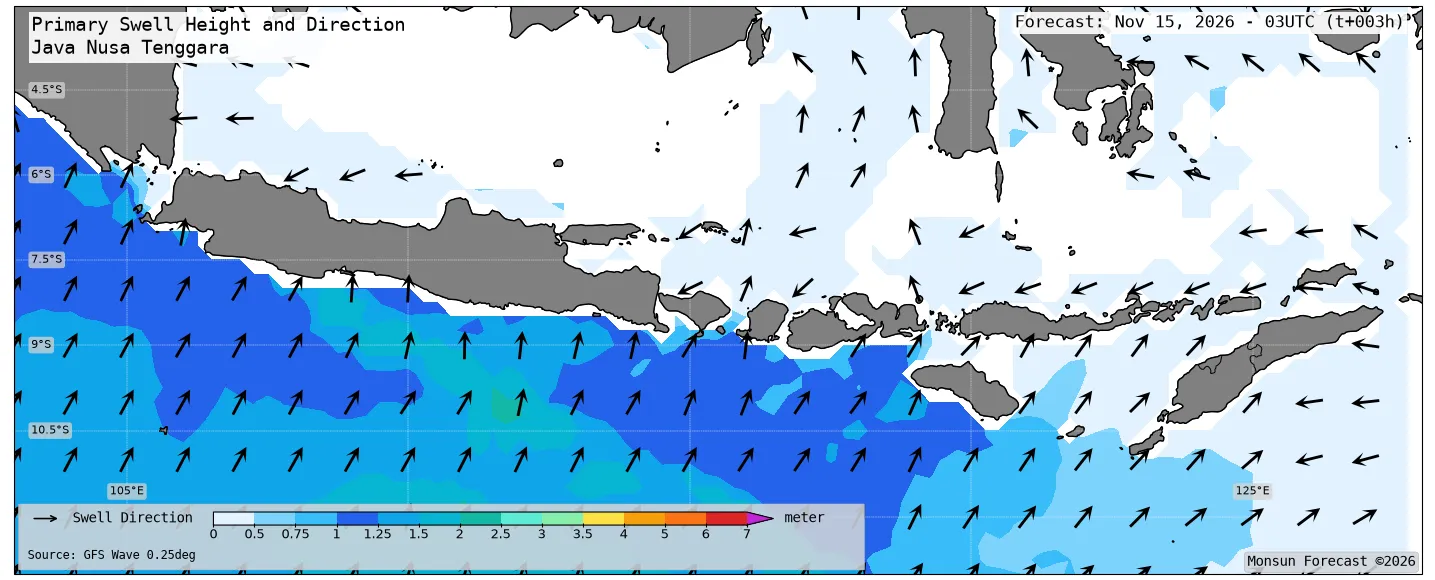 Primary Swell Height and Direction
Java Nusa Tenggara
Forecast: Nov 15, 2026 - 03UTC (t+003h)
4.5°S
6°S
7.5°S
9°S
10.5°S
105°E
125°E
Swell Direction
meter
0 0.5 0.75 1 1.25 1.5 2 2.5 3 3.5 4 5 6 7
Source: GFS Wave 0.25deg
Monsun Forecast ©2026